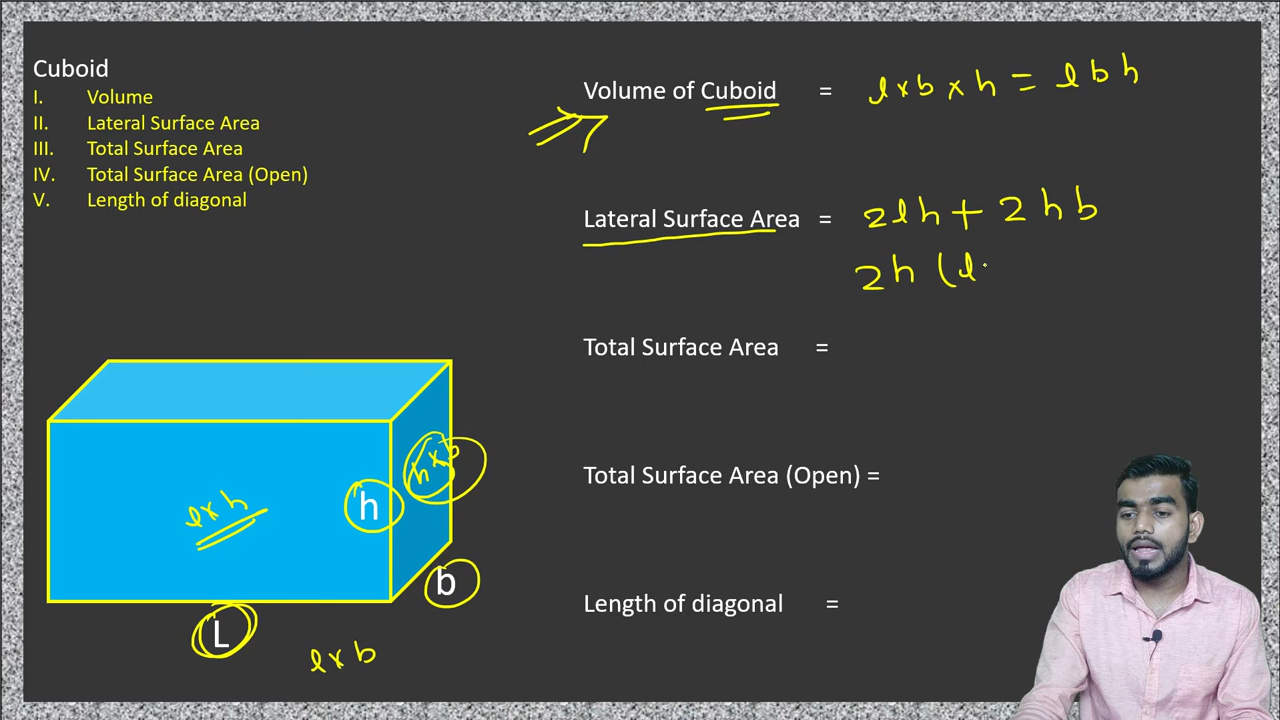 Cuboid
I. Volume
II. Lateral Surface Area
III. Total Surface Area
IV. Total Surface Area (Open)
V. Length of diagonal
Volume of Cuboid = l x b x h = l b h
Lateral Surface Area = 2lh + 2hb
2h (l
Total Surface Area =
Total Surface Area (Open) =
Length of diagonal =
l x h
h
h x b
b
L
l x b